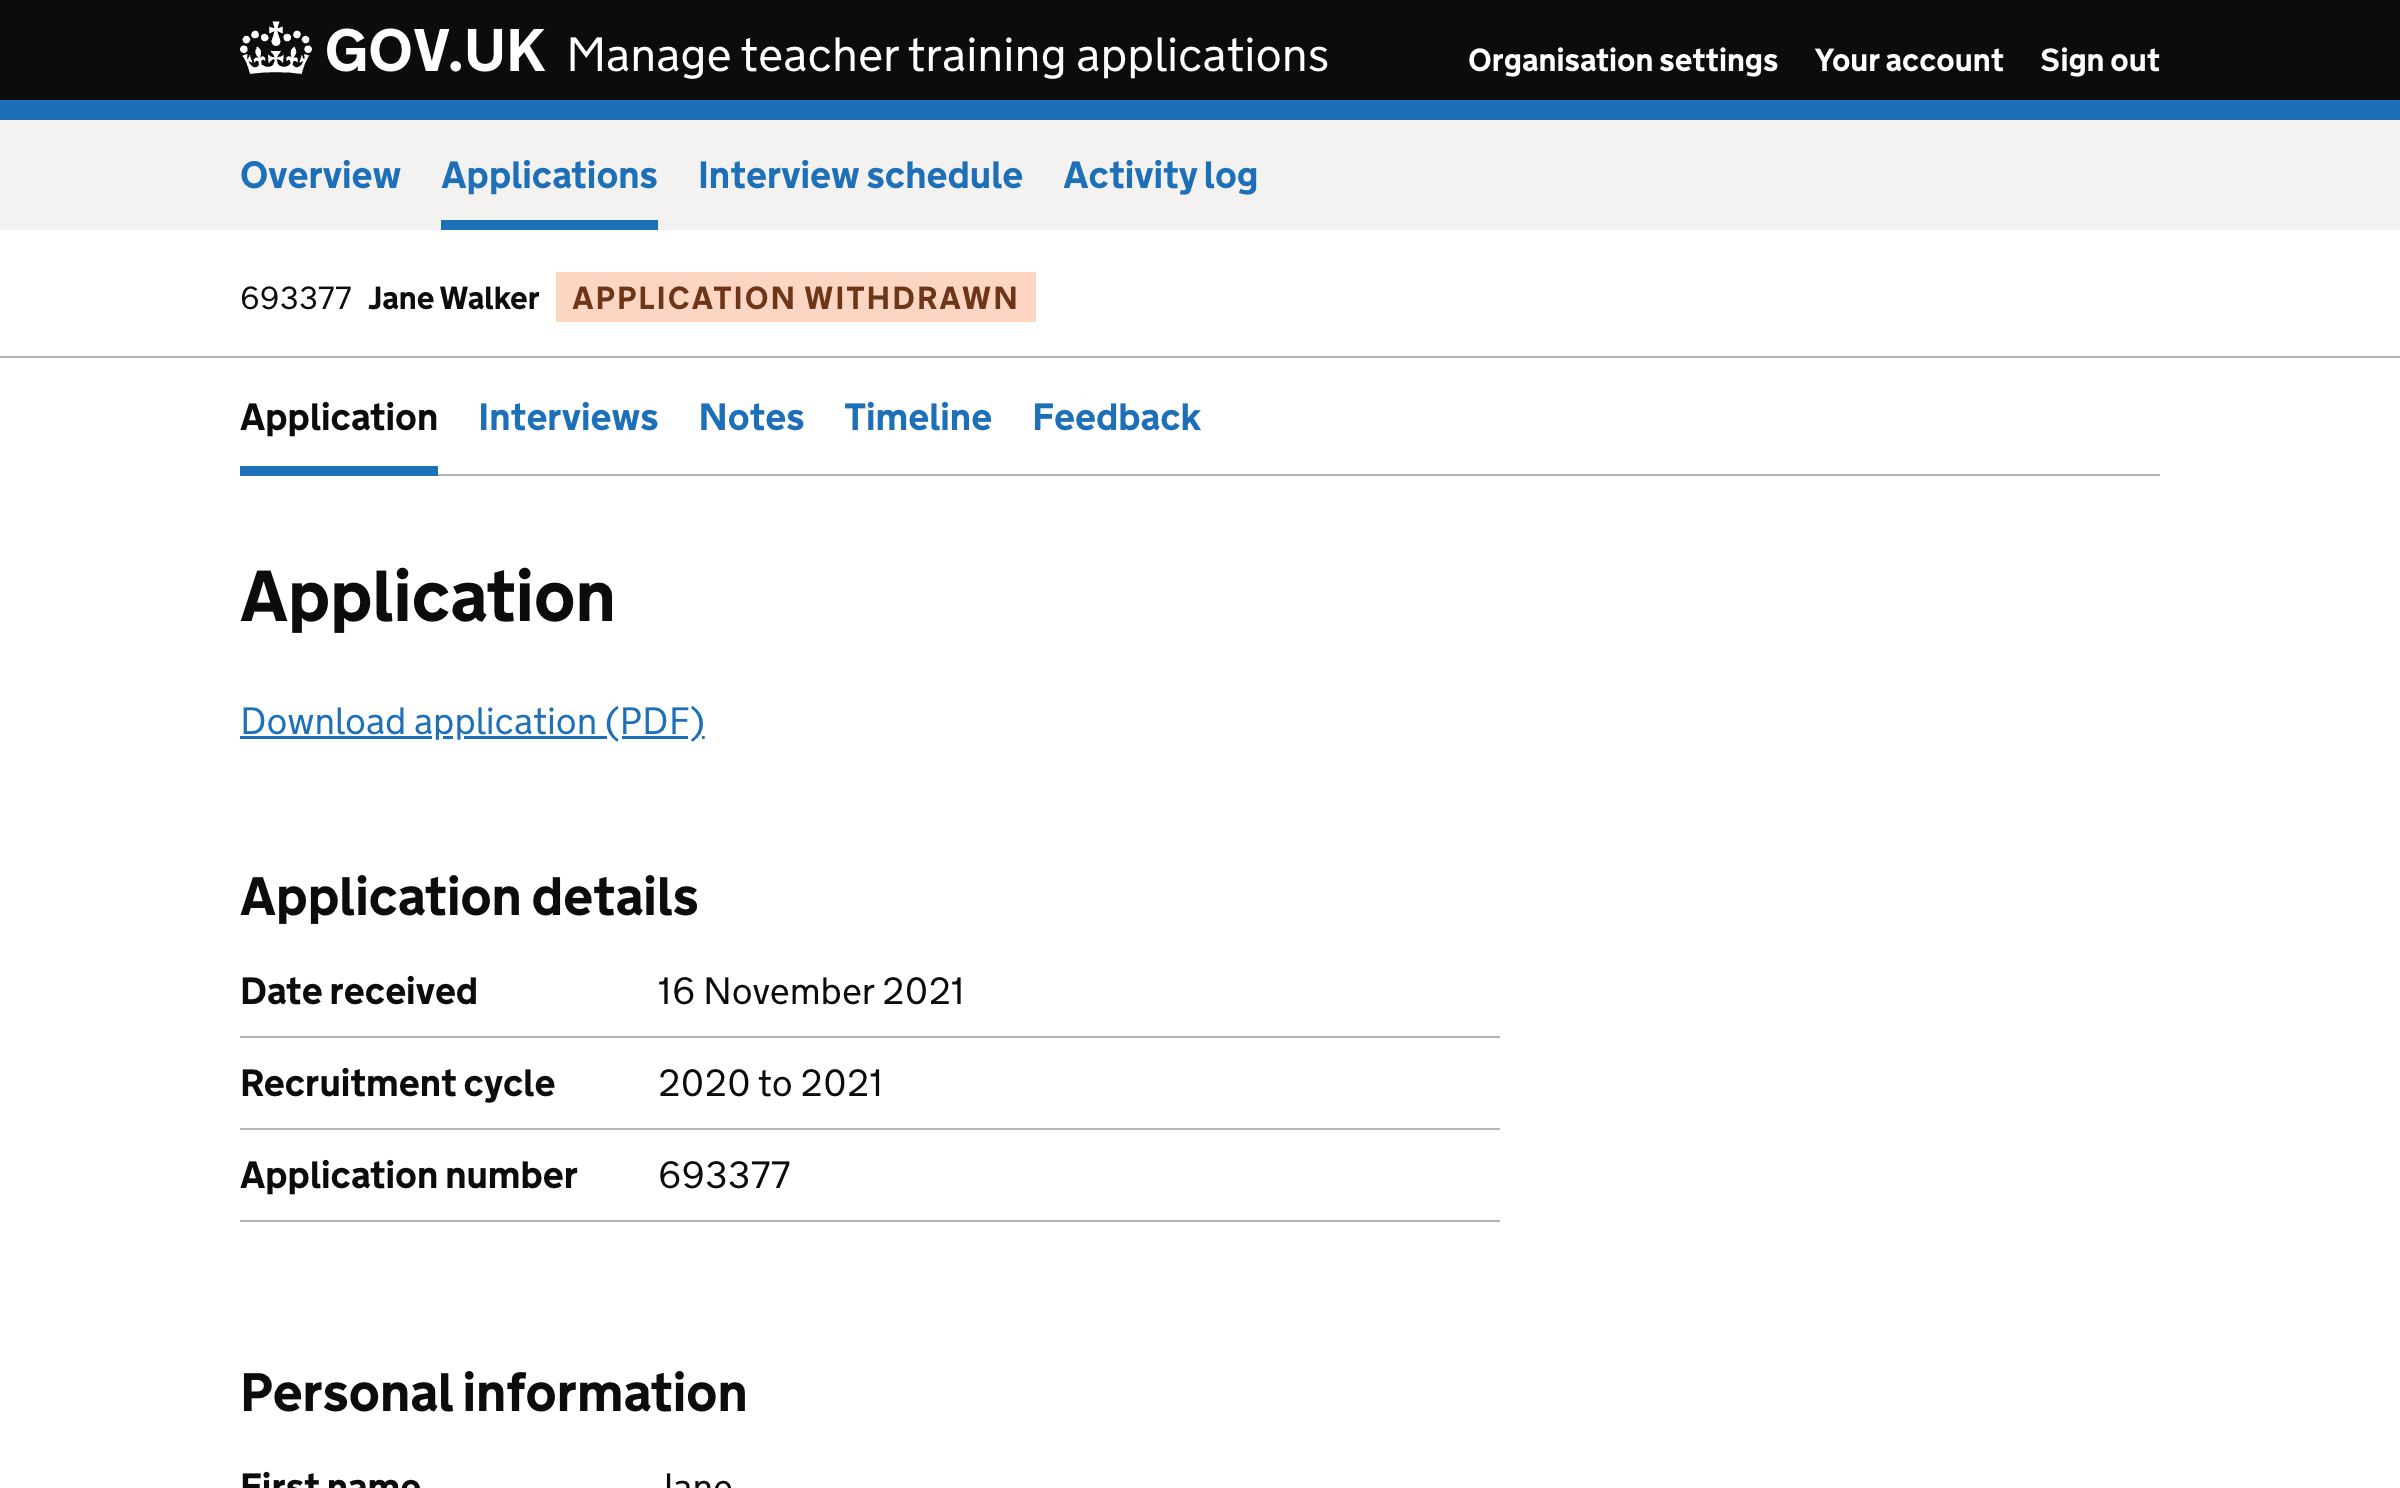 GOV.UK Manage teacher training applications Organisation settings Your account Sign out
Overview Applications Interview schedule Activity log
693377 Jane Walker APPLICATION WITHDRAWN
Application Interviews Notes Timeline Feedback
Application
Download application (PDF)
Application details
Date received 16 November 2021
Recruitment cycle 2020 to 2021
Application number 693377
Personal information
First name Jane